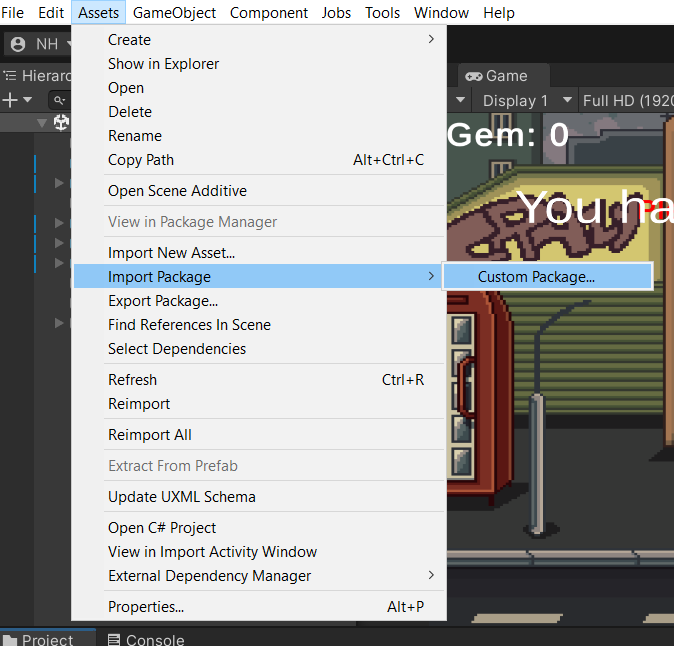 File Edit Assets GameObject Component Jobs Tools Window Help
NH
Create
Show in Explorer
Open
Delete
Rename
Copy Path Alt+Ctrl+C
Open Scene Additive
View in Package Manager
Import New Asset...
Import Package
Custom Package...
Export Package...
Find References In Scene
Select Dependencies
Refresh Ctrl+R
Reimport
Reimport All
Extract From Prefab
Update UXML Schema
Open C# Project
View in Import Activity Window
External Dependency Manager
Properties... Alt+P
Hierarc
Game
Display 1 Full HD (192
Gem: 0
You ha
Project Console